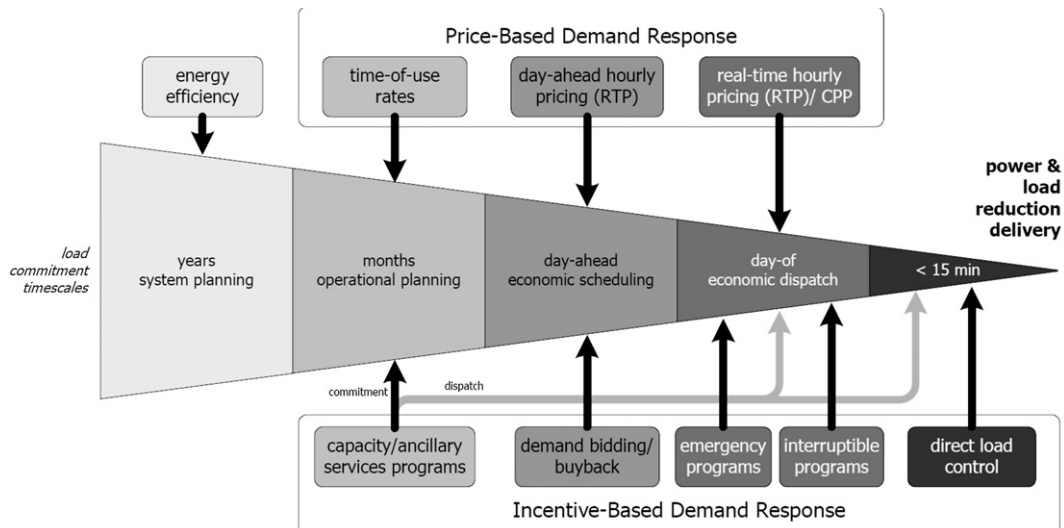 Price-Based Demand Response
energy
efficiency
time-of-use
rates
day-ahead hourly
pricing (RTP)
real-time hourly
pricing (RTP)/ CPP
power &
load
reduction
delivery
load
commitment
timescales
years
system planning
months
operational planning
day-ahead
economic scheduling
day-of
economic dispatch
< 15 min
commitment
dispatch
capacity/ancillary
services programs
demand bidding/
buyback
emergency
programs
interruptible
programs
direct load
control
Incentive-Based Demand Response